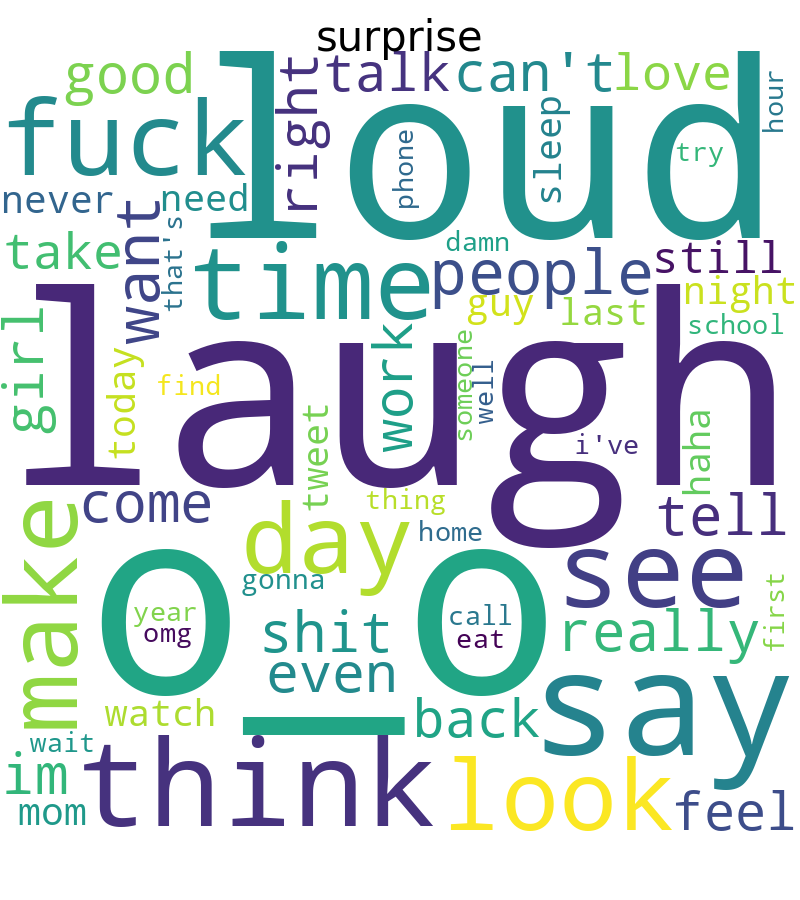 surprise
good
right
talk
can't
love
hour
fuck
loud
phone
sleep
try
never
need
take
want
that's
time
damn
people
still
guy
last
night
school
girl
today
find
laugh
work
someone
well
i've
haha
tweet
thing
come
make
day
home
tell
gonna
o_o
see
year
omg
call
eat
shit
even
really
first
watch
back
say
wait
im
mom
think
look
feel